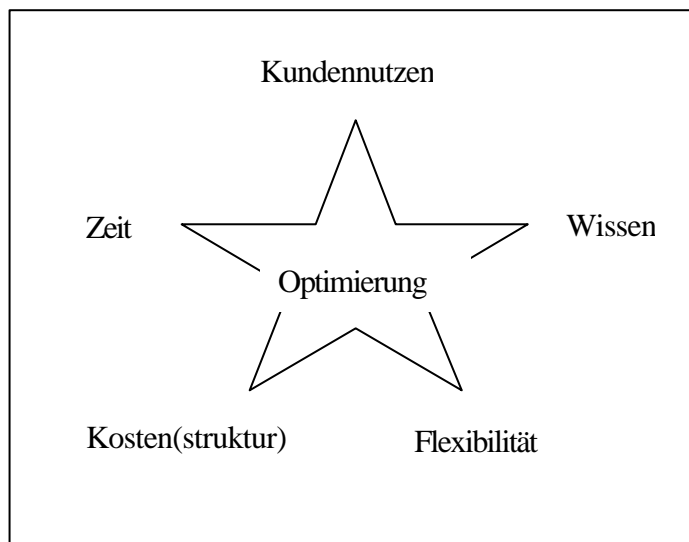 Kundennutzen
Zeit
Wissen
Optimierung
Kosten(struktur)
Flexibilität